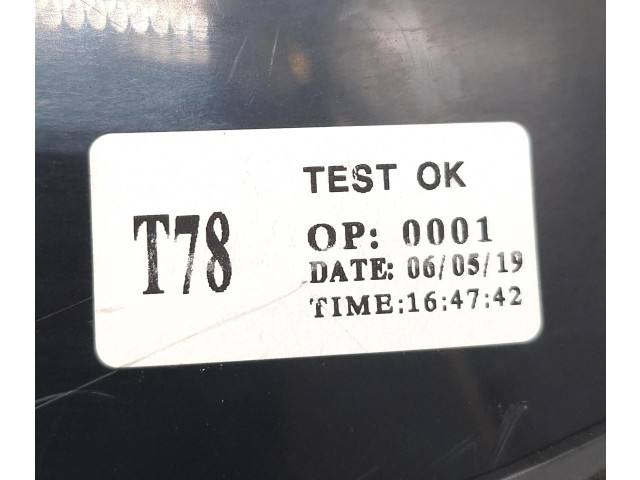 T78
TEST OK
OP: 0001
DATE: 06/05/19
TIME:16:47:42